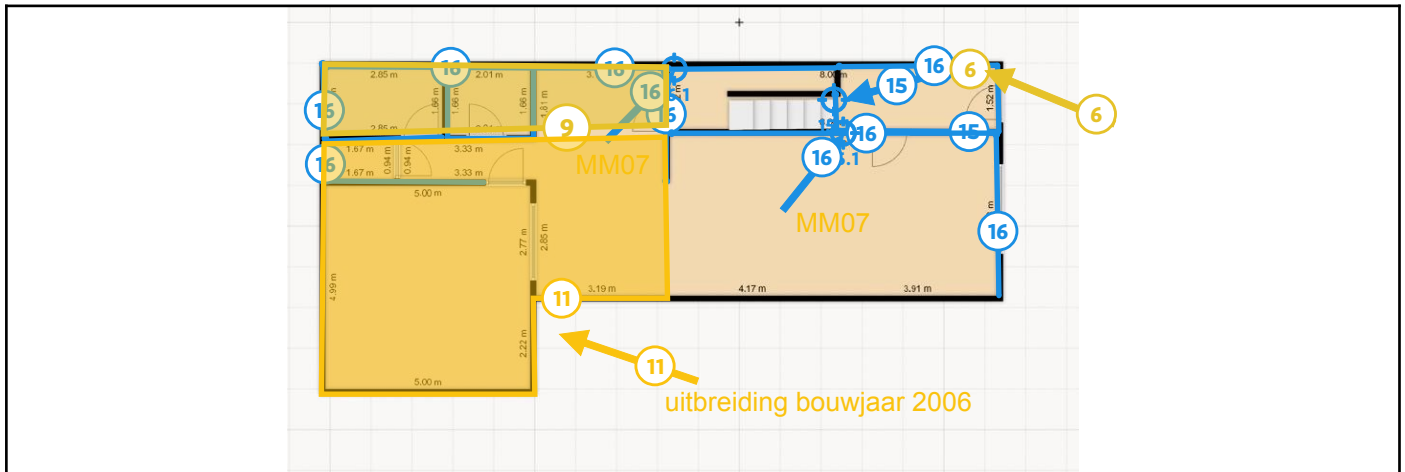 16
16
16
6
2.85 m
2.01 m
8.00 m
16
15
6
16
1.66 m
1.66 m
1.66 m
1.81 m
16
1.52 m
2.85 m
9
16
15
16
1.67 m
3.33 m
0.94 m
0.94 m
MM07
16
1.67 m
3.33 m
5.00 m
MM07
16
2.77 m
2.85 m
4.99 m
11
3.19 m
4.17 m
3.91 m
2.22 m
11
5.00 m
uitbreiding bouwjaar 2006